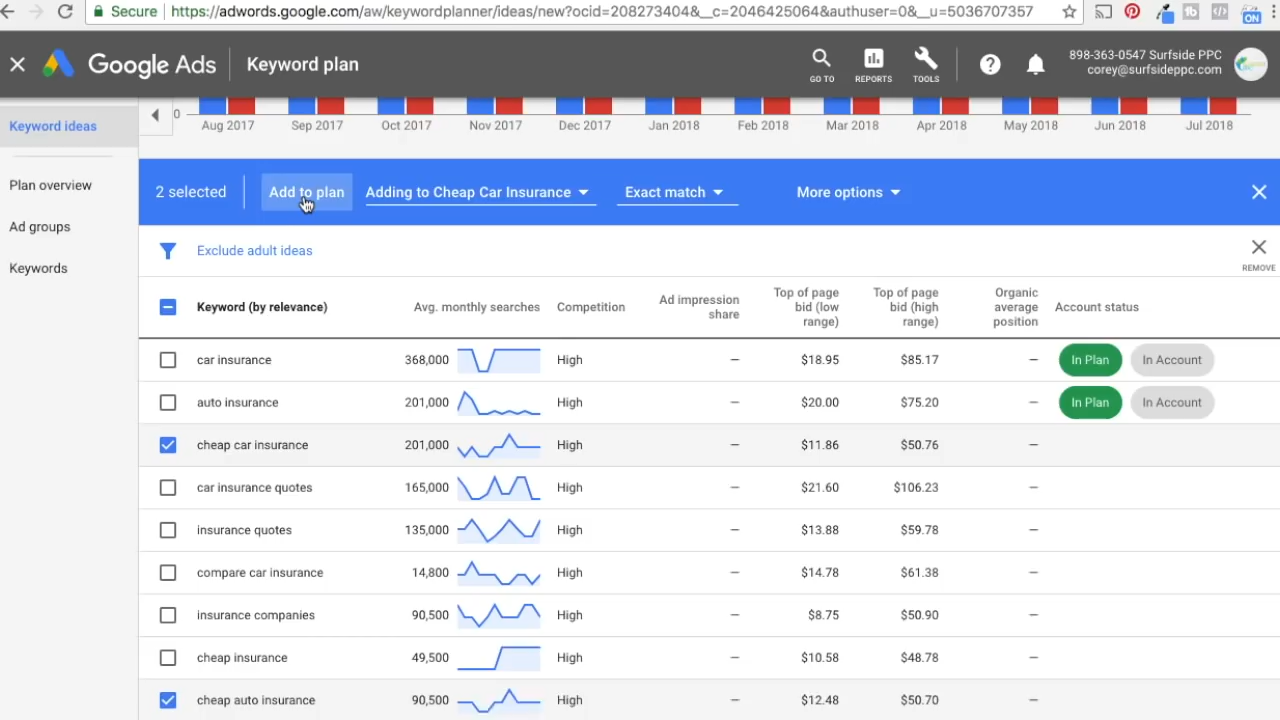 Secure https://adwords.google.com/aw/keywordplanner/ideas/new?ocid=208273404&__c=2046425064&authuser=0&__u=5036707357
ON
Google Ads Keyword plan
GO TO REPORTS TOOLS
898-363-0547 Surfside PPC
corey@surfsideppc.com
0
Aug 2017 Sep 2017 Oct 2017 Nov 2017 Dec 2017 Jan 2018 Feb 2018 Mar 2018 Apr 2018 May 2018 Jun 2018 Jul 2018
Keyword ideas
Plan overview
Ad groups
Keywords
2 selected Add to plan Adding to Cheap Car Insurance Exact match More options
Exclude adult ideas
REMOVE
Keyword (by relevance) Avg. monthly searches Competition Ad impression share Top of page bid (low range) Top of page bid (high range) Organic average position Account status
car insurance 368,000 High – $18.95 $85.17 – In Plan In Account
auto insurance 201,000 High – $20.00 $75.20 – In Plan In Account
cheap car insurance 201,000 High – $11.86 $50.76 –
car insurance quotes 165,000 High – $21.60 $106.23 –
insurance quotes 135,000 High – $13.88 $59.78 –
compare car insurance 14,800 High – $14.78 $61.38 –
insurance companies 90,500 High – $8.75 $50.90 –
cheap insurance 49,500 High – $10.58 $48.78 –
cheap auto insurance 90,500 High – $12.48 $50.70 –